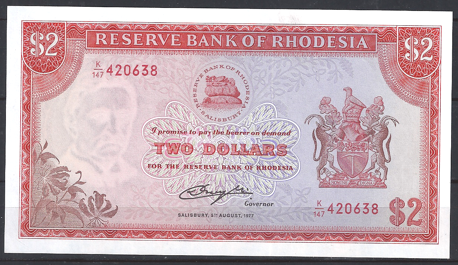 $2 RESERVE BANK OF RHODESIA $2
K/147 420638
RESERVE BANK OF RHODESIA
SALISBURY
I promise to pay the bearer on demand
TWO DOLLARS
FOR THE RESERVE BANK OF RHODESIA
Governor
K/147 420638
SALISBURY, 5TH AUGUST, 1977
$2